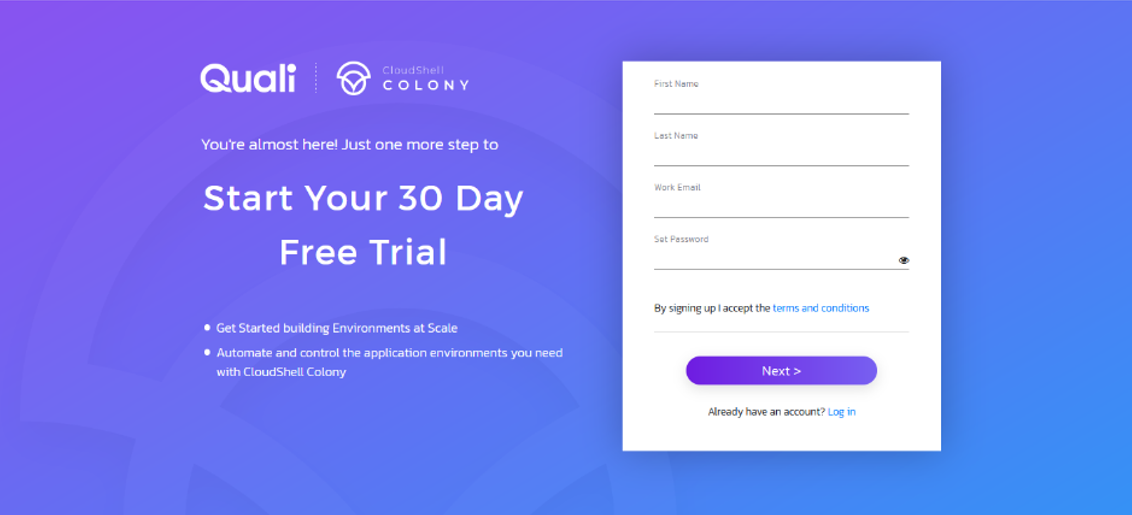 Quali
CloudShell
COLONY
You're almost here! Just one more step to
Start Your 30 Day
Free Trial
Get Started building Environments at Scale
Automate and control the application environments you need
with CloudShell Colony
First Name
Last Name
Work Email
Set Password
By signing up I accept the terms and conditions
Next >
Already have an account? Log in